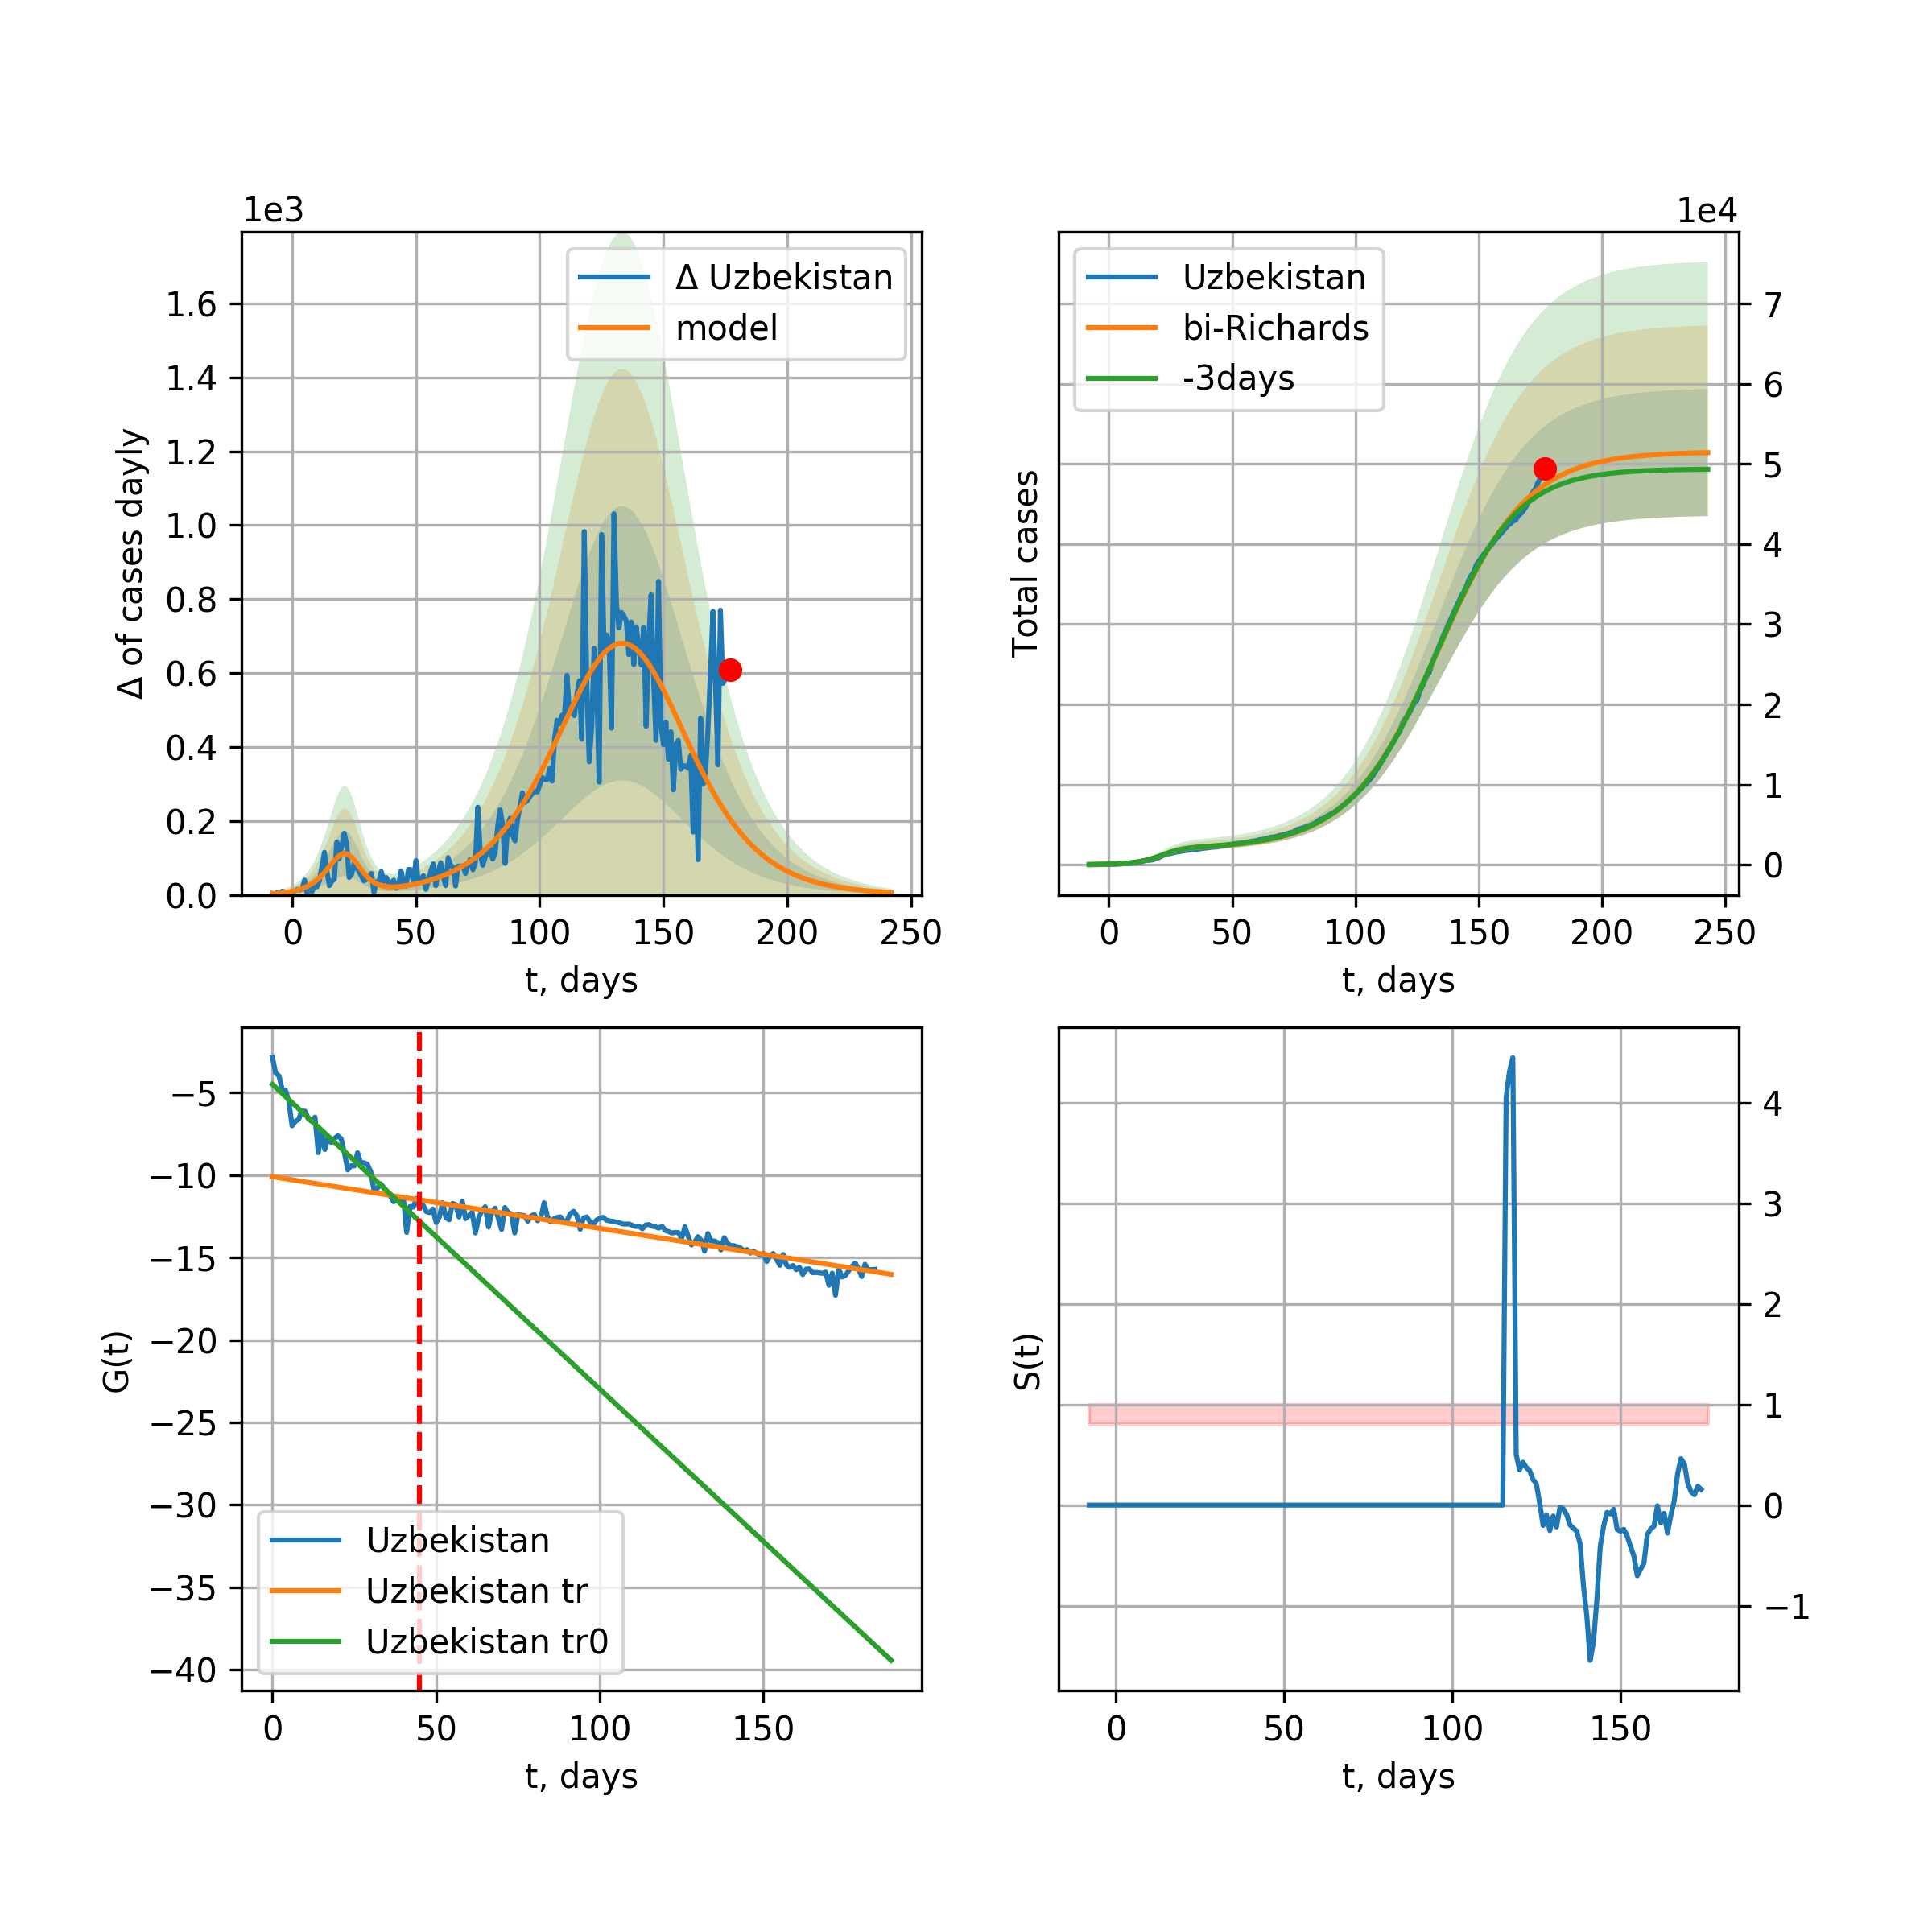 1e3
Δ of cases dayly
1.6
1.4
1.2
1.0
0.8
0.6
0.4
0.2
0.0
Δ Uzbekistan
model
0 50 100 150 200 250
t, days
1e4
Total cases
Uzbekistan
bi-Richards
-3days
7
6
5
4
3
2
1
0
0 50 100 150 200 250
t, days
G(t)
−5
−10
−15
−20
−25
−30
−35
−40
Uzbekistan
Uzbekistan tr
Uzbekistan tr0
0 50 100 150
t, days
S(t)
4
3
2
1
0
−1
0 50 100 150
t, days